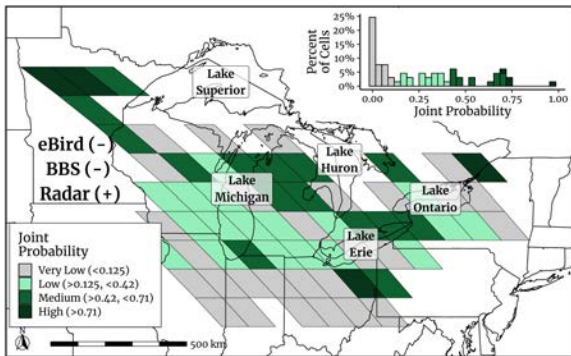 25%
20%
15%
10%
5%
0%
Percent
of Cells
0.00
0.25
0.50
0.75
1.00
Joint Probability
Lake
Superior
eBird (-)
BBS (-)
Radar (+)
Lake
Huron
Lake
Michigan
Lake
Ontario
Lake
Erie
Joint
Probability
Very Low (<0.125)
Low (>0.125, <0.42)
Medium (>0.42, <0.71)
High (>0.71)
500 km